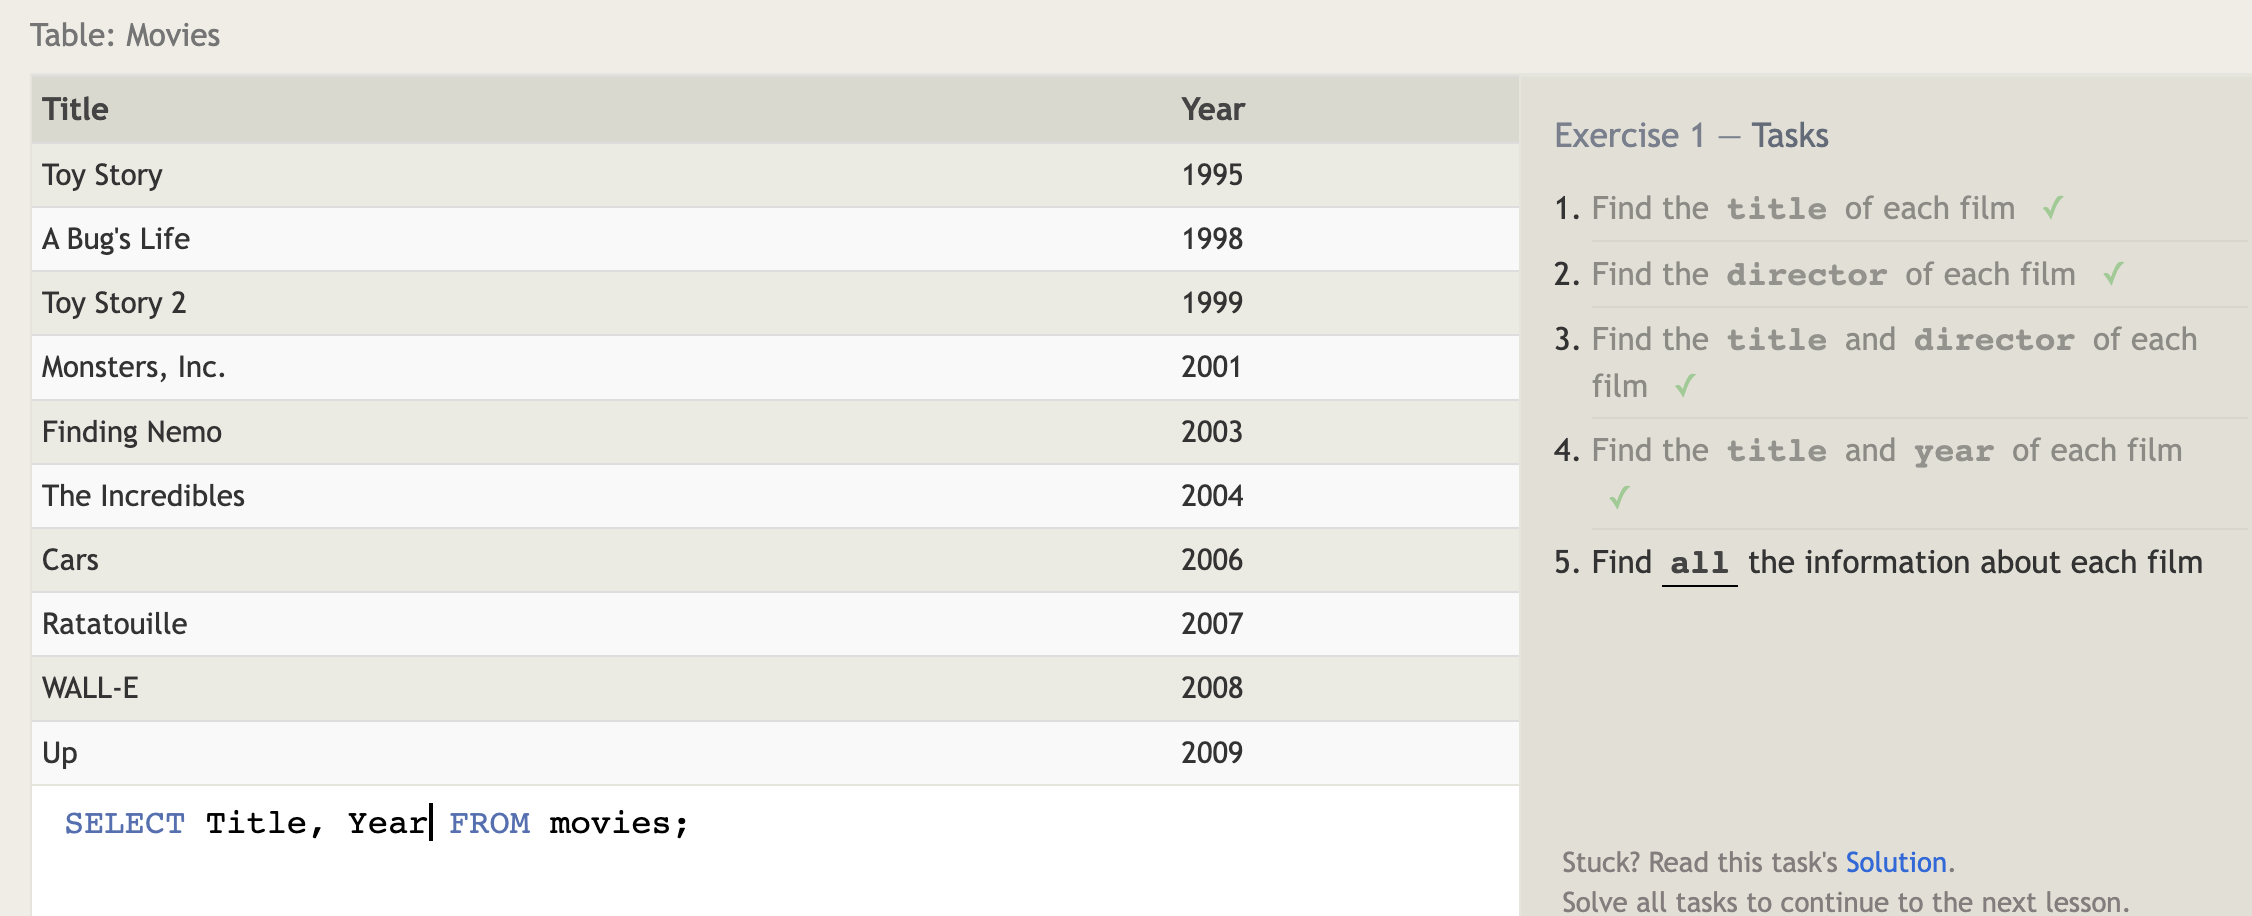 Table: Movies
Title Year
Toy Story 1995
A Bug's Life 1998
Toy Story 2 1999
Monsters, Inc. 2001
Finding Nemo 2003
The Incredibles 2004
Cars 2006
Ratatouille 2007
WALL-E 2008
Up 2009
SELECT Title, Year FROM movies;
Exercise 1 — Tasks
1. Find the title of each film ✓
2. Find the director of each film ✓
3. Find the title and director of each
film ✓
4. Find the title and year of each film
✓
5. Find all the information about each film
Stuck? Read this task's Solution.
Solve all tasks to continue to the next lesson.